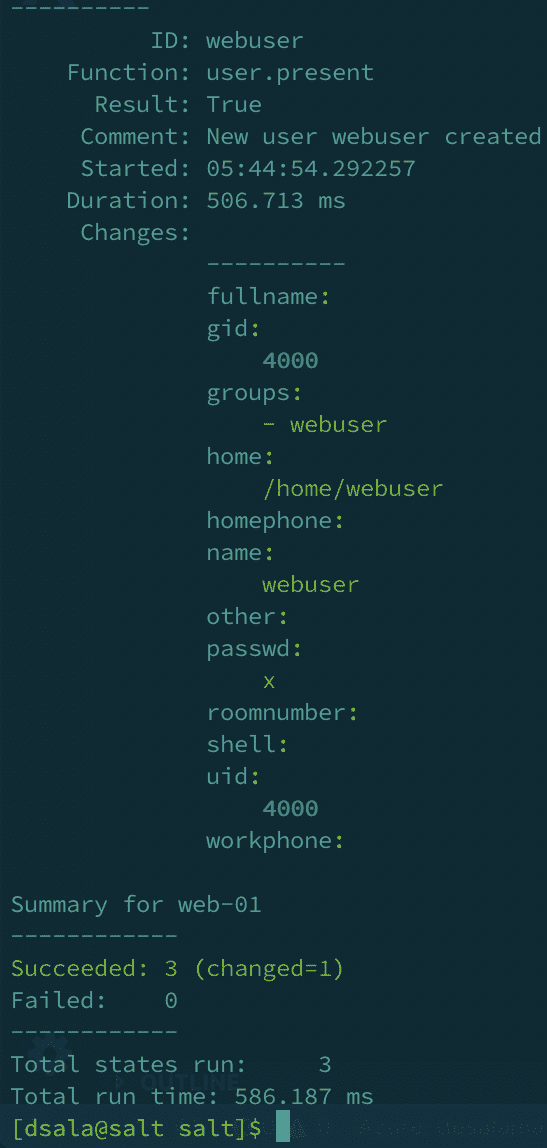 ----------
ID: webuser
Function: user.present
Result: True
Comment: New user webuser created
Started: 05:44:54.292257
Duration: 506.713 ms
Changes:
----------
fullname:
gid:
4000
groups:
- webuser
home:
/home/webuser
homephone:
name:
webuser
other:
passwd:
x
roomnumber:
shell:
uid:
4000
workphone:
Summary for web-01
------------
Succeeded: 3 (changed=1)
Failed: 0
------------
Total states run: 3
OUTLINE
Total run time: 586.187 ms
[dsala@salt salt]$